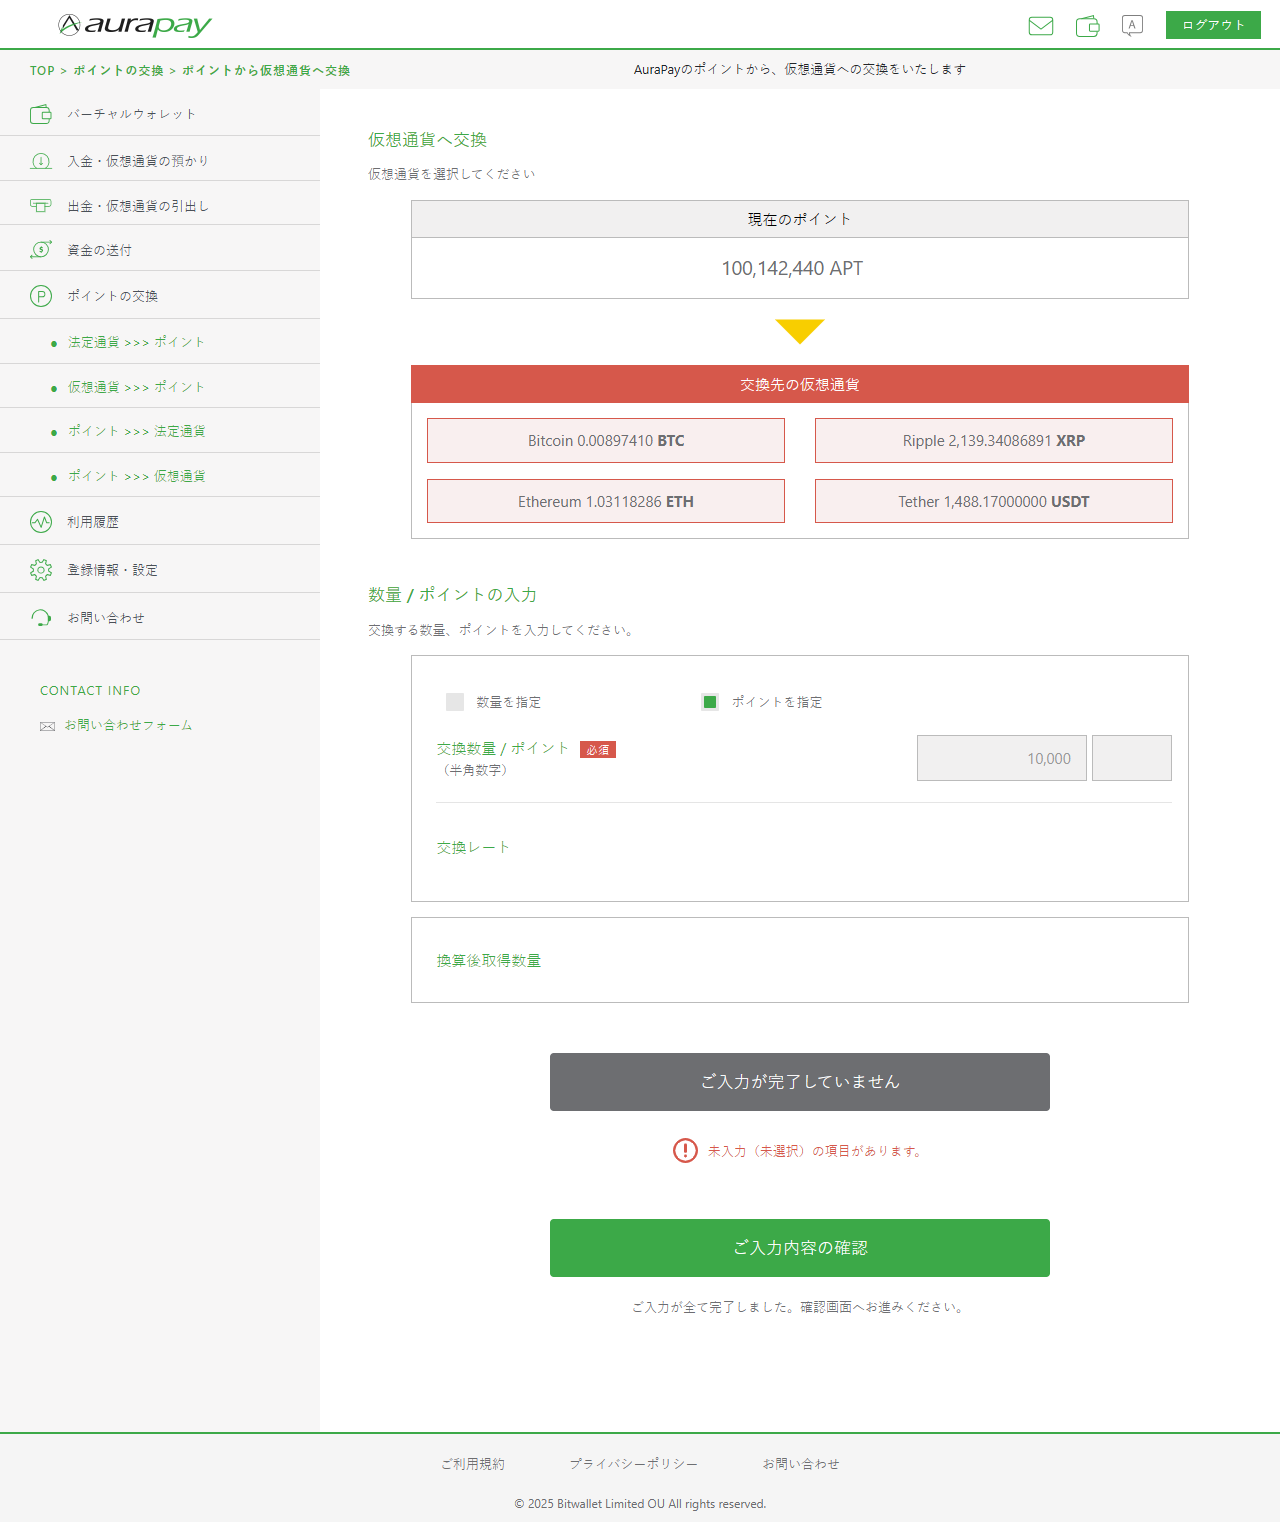 aurapay
A
ログアウト
TOP > ポイントの交換 > ポイントから仮想通貨へ交換
AuraPayのポイントから、仮想通貨への交換をいたします
バーチャルウォレット
入金・仮想通貨の預かり
出金・仮想通貨の引出し
資金の送付
ポイントの交換
法定通貨 >>> ポイント
仮想通貨 >>> ポイント
ポイント >>> 法定通貨
ポイント >>> 仮想通貨
利用履歴
登録情報・設定
お問い合わせ
CONTACT INFO
お問い合わせフォーム
仮想通貨へ交換
仮想通貨を選択してください
現在のポイント
100,142,440 APT
交換先の仮想通貨
Bitcoin 0.00897410 BTC
Ripple 2,139.34086891 XRP
Ethereum 1.03118286 ETH
Tether 1,488.17000000 USDT
数量 / ポイントの入力
交換する数量、ポイントを入力してください。
数量を指定
ポイントを指定
交換数量 / ポイント 必須
（半角数字）
10,000
交換レート
換算後取得数量
ご入力が完了していません
未入力（未選択）の項目があります。
ご入力内容の確認
ご入力が全て完了しました。確認画面へお進みください。
ご利用規約
プライバシーポリシー
お問い合わせ
© 2025 Bitwallet Limited OU All rights reserved.